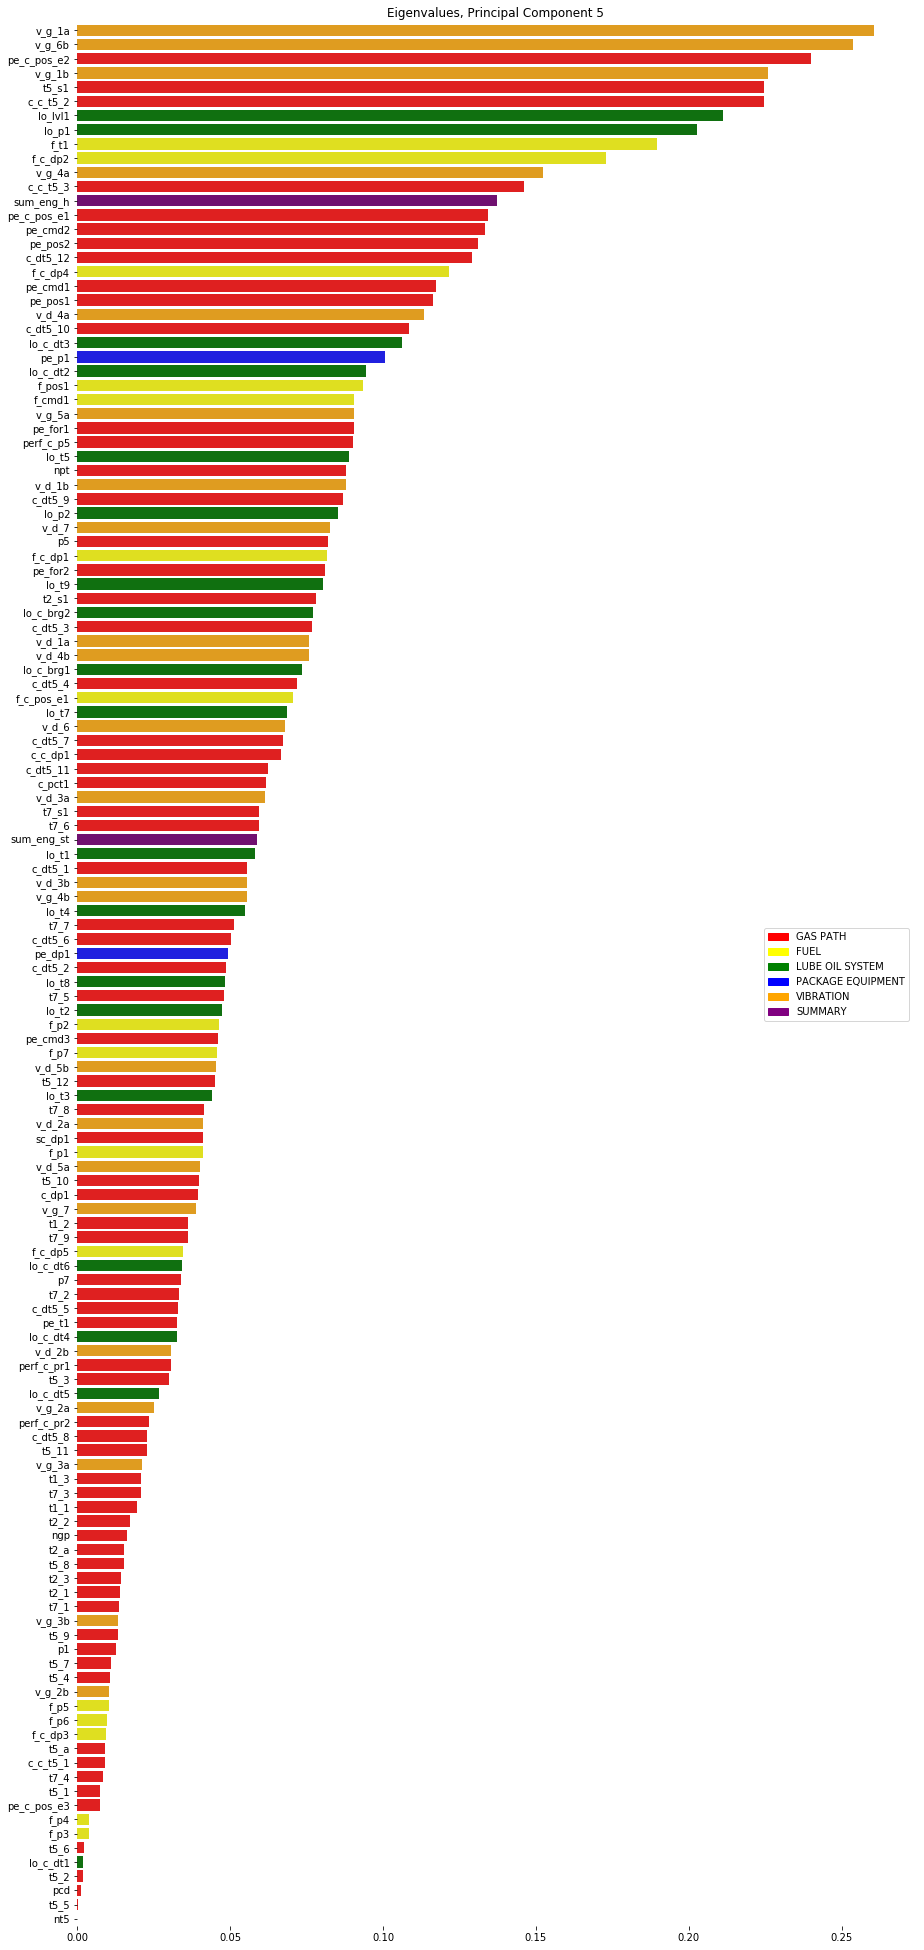 Eigenvalues, Principal Component 5
v_g_1a
v_g_6b
pe_c_pos_e2
v_g_1b
t5_s1
c_c_t5_2
lo_lvl1
lo_p1
f_t1
f_c_dp2
v_g_4a
c_c_t5_3
sum_eng_h
pe_c_pos_e1
pe_cmd2
pe_pos2
c_dt5_12
f_c_dp4
pe_cmd1
pe_pos1
v_d_4a
c_dt5_10
lo_c_dt3
pe_p1
lo_c_dt2
f_pos1
f_cmd1
v_g_5a
pe_for1
perf_c_p5
lo_t5
npt
v_d_1b
c_dt5_9
lo_p2
v_d_7
p5
f_c_dp1
pe_for2
lo_t9
t2_s1
lo_c_brg2
c_dt5_3
v_d_1a
v_d_4b
lo_c_brg1
c_dt5_4
f_c_pos_e1
lo_t7
v_d_6
c_dt5_7
c_c_dp1
c_dt5_11
c_pct1
v_d_3a
t7_s1
t7_6
sum_eng_st
lo_t1
c_dt5_1
v_d_3b
v_g_4b
lo_t4
t7_7
c_dt5_6
pe_dp1
c_dt5_2
lo_t8
t7_5
lo_t2
f_p2
pe_cmd3
f_p7
v_d_5b
t5_12
lo_t3
t7_8
v_d_2a
sc_dp1
f_p1
v_d_5a
t5_10
c_dp1
v_g_7
t1_2
t7_9
f_c_dp5
lo_c_dt6
p7
t7_2
c_dt5_5
pe_t1
lo_c_dt4
v_d_2b
perf_c_pr1
t5_3
lo_c_dt5
v_g_2a
perf_c_pr2
c_dt5_8
t5_11
v_g_3a
t1_3
t7_3
t1_1
t2_2
ngp
t2_a
t5_8
t2_3
t2_1
t7_1
v_g_3b
t5_9
p1
t5_7
t5_4
v_g_2b
f_p5
f_p6
f_c_dp3
t5_a
c_c_t5_1
t7_4
t5_1
pe_c_pos_e3
f_p4
f_p3
t5_6
lo_c_dt1
t5_2
pcd
t5_5
nt5
0.00 0.05 0.10 0.15 0.20 0.25
GAS PATH
FUEL
LUBE OIL SYSTEM
PACKAGE EQUIPMENT
VIBRATION
SUMMARY